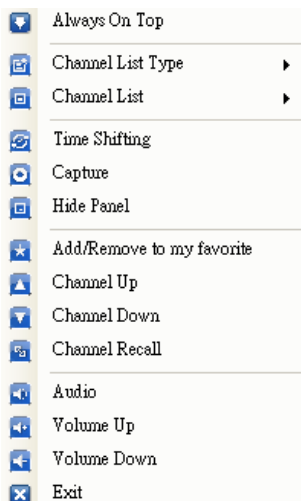 Always On Top
Channel List Type
Channel List
Time Shifting
Capture
Hide Panel
Add/Remove to my favorite
Channel Up
Channel Down
Channel Recall
Audio
Volume Up
Volume Down
Exit